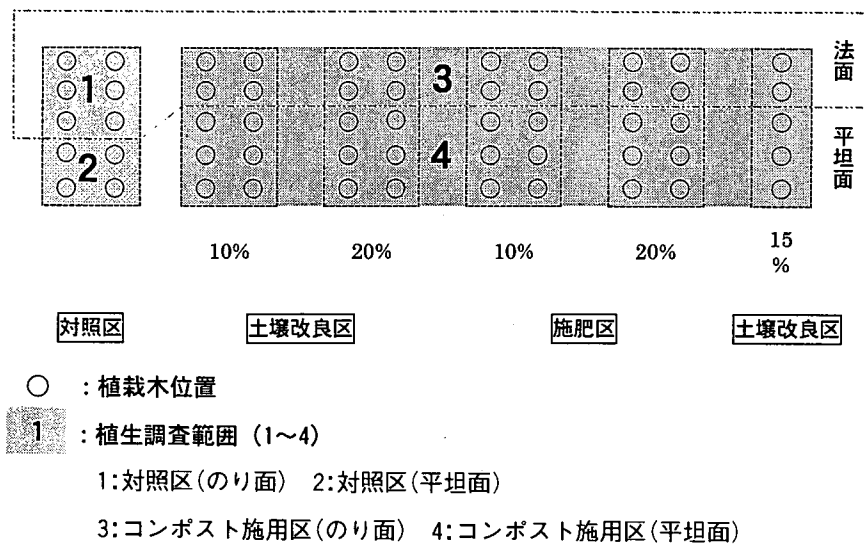 1
2
3
4
法面
平坦面
10%
20%
10%
20%
15
%
対照区
土壌改良区
施肥区
土壌改良区
○ :植栽木位置
1 :植生調査範囲 (1~4)
1:対照区(のり面) 2:対照区(平坦面)
3:コンポスト施用区(のり面) 4:コンポスト施用区(平坦面)